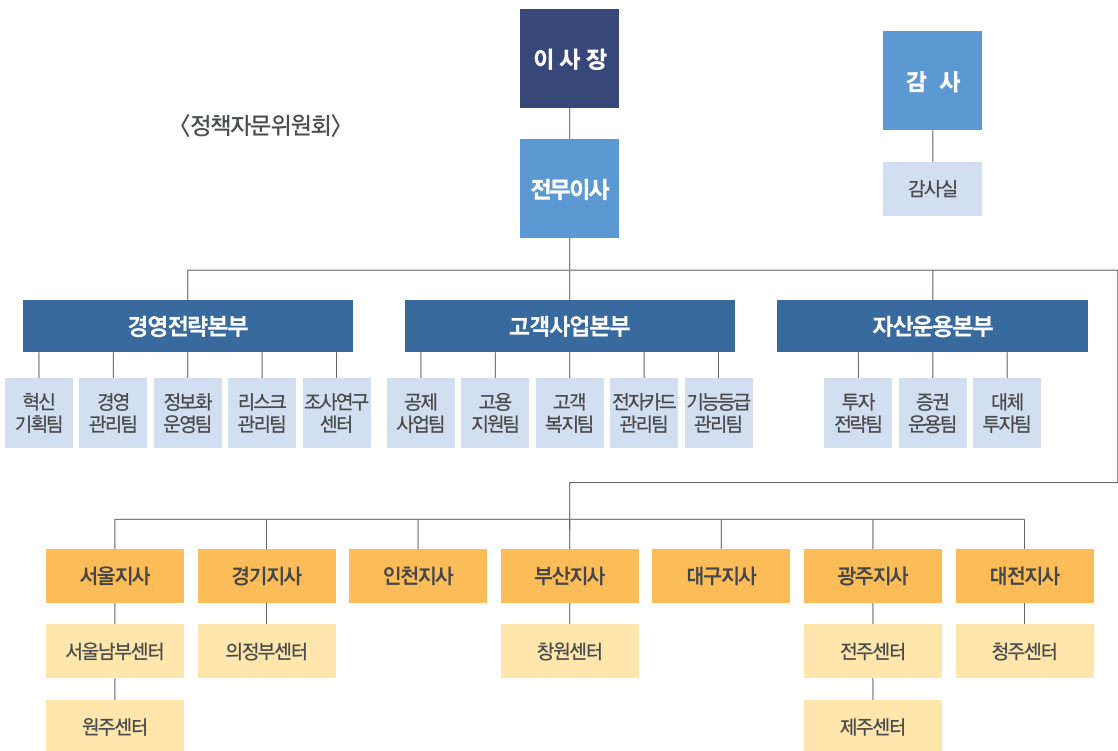 이사장
감 사
〈정책자문위원회〉
전무이사
감사실
경영전략본부
고객사업본부
자산운용본부
혁신
기획팀
경영
관리팀
정보화
운영팀
리스크
관리팀
조사연구
센터
공제
사업팀
고용
지원팀
고객
복지팀
전자카드
관리팀
기능등급
관리팀
투자
전략팀
증권
운용팀
대체
투자팀
서울지사
경기지사
인천지사
부산지사
대구지사
광주지사
대전지사
서울남부센터
의정부센터
창원센터
전주센터
청주센터
원주센터
제주센터